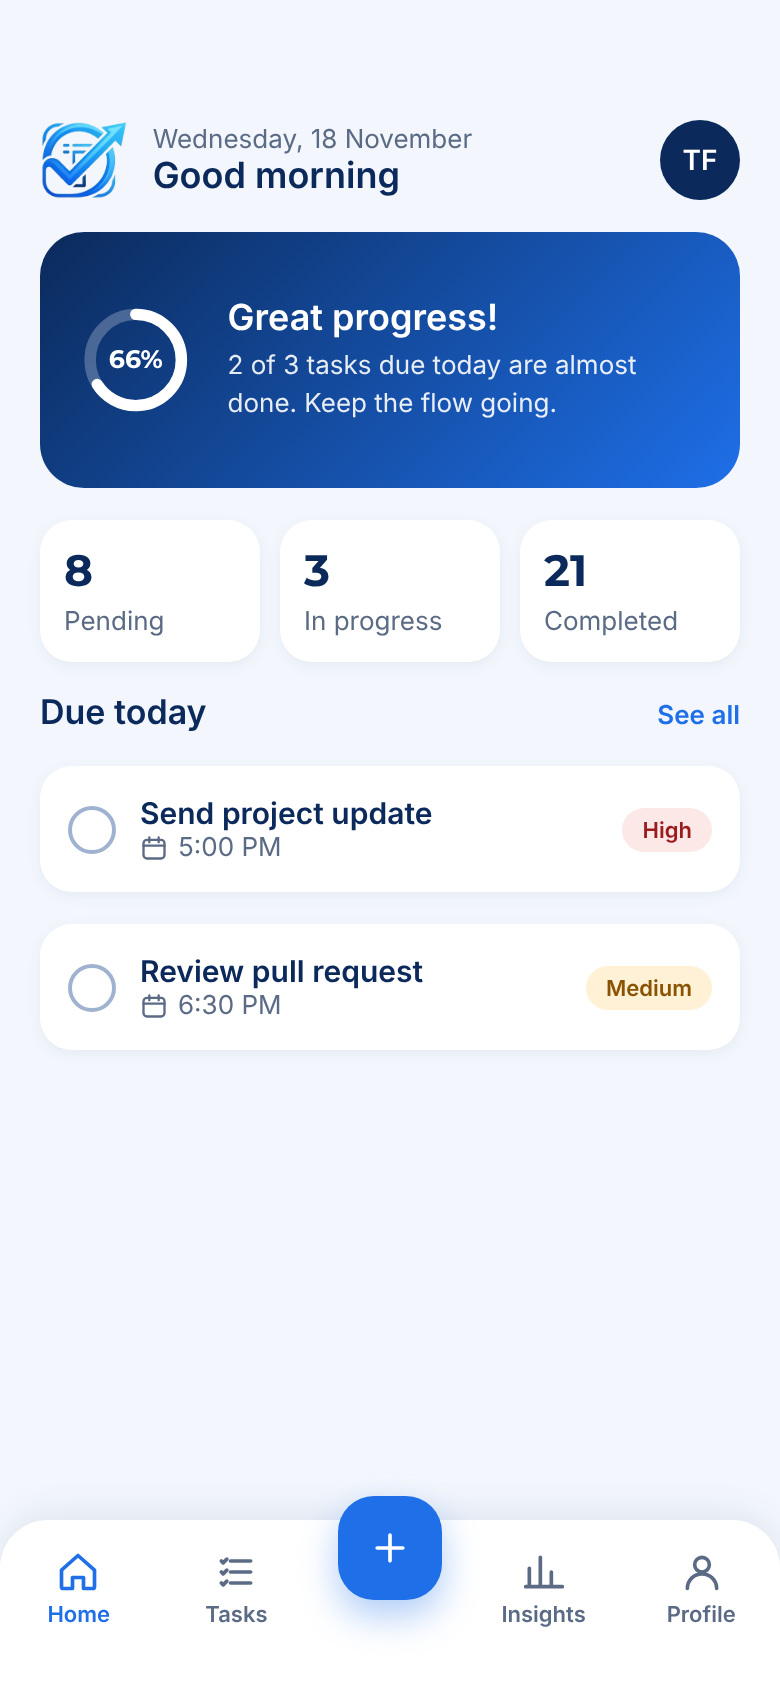 Wednesday, 18 November
Good morning
TF
66%
Great progress!
2 of 3 tasks due today are almost
done. Keep the flow going.
8
Pending
3
In progress
21
Completed
Due today
See all
Send project update
5:00 PM
High
Review pull request
6:30 PM
Medium
Home
Tasks
+
Insights
Profile